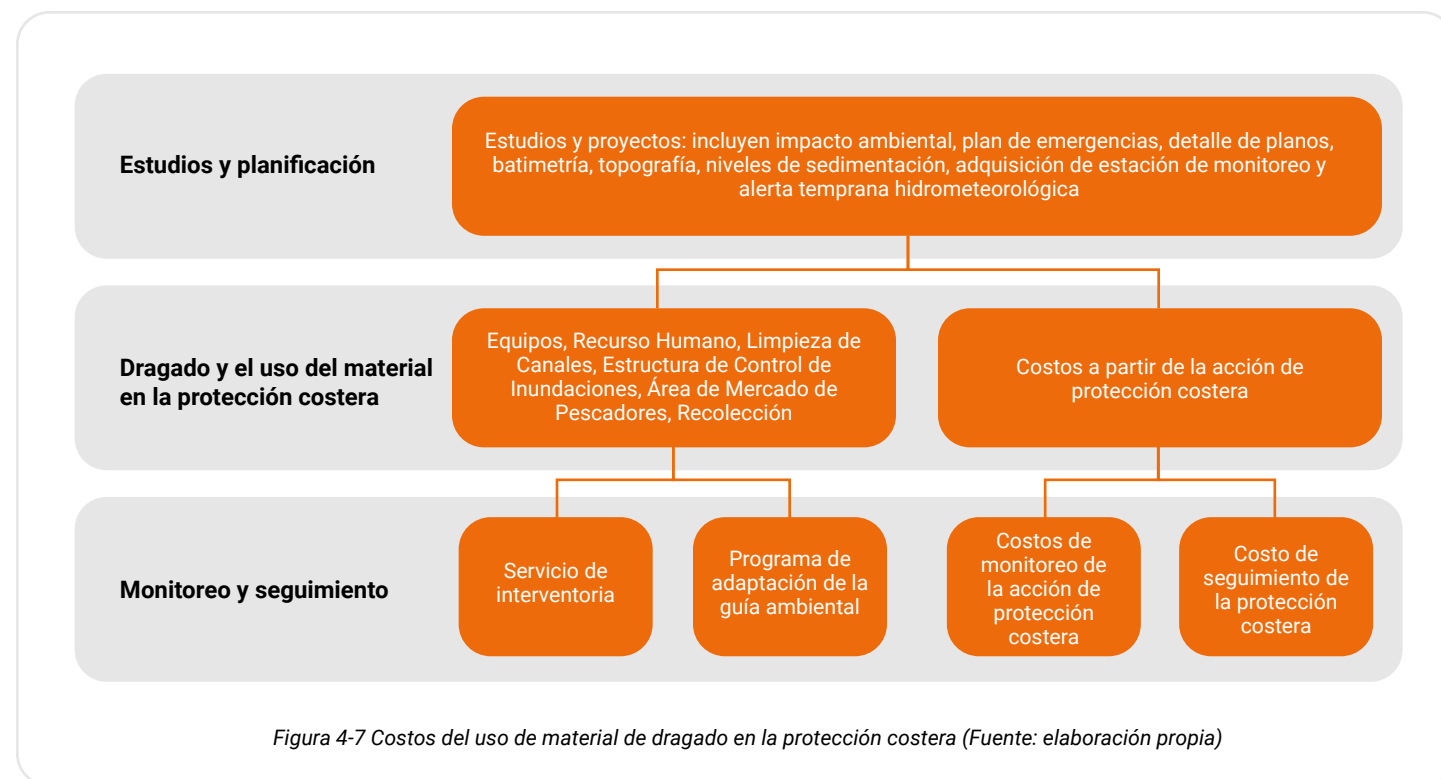 Estudios y planificación
Estudios y proyectos: incluyen impacto ambiental, plan de emergencias, detalle de planos,
batimetría, topografía, niveles de sedimentación, adquisición de estación de monitoreo y
alerta temprana hidrometeorológica
Dragado y el uso del material
en la protección costera
Equipos, Recurso Humano, Limpieza de
Canales, Estructura de Control de
Inundaciones, Área de Mercado de
Pescadores, Recolección
Costos a partir de la acción de
protección costera
Monitoreo y seguimiento
Servicio de
interventoria
Programa de
adaptación de la
guía ambiental
Costos de
monitoreo de
la acción de
protección
costera
Costo de
seguimiento de
la protección
costera
Figura 4-7 Costos del uso de material de dragado en la protección costera (Fuente: elaboración propia)